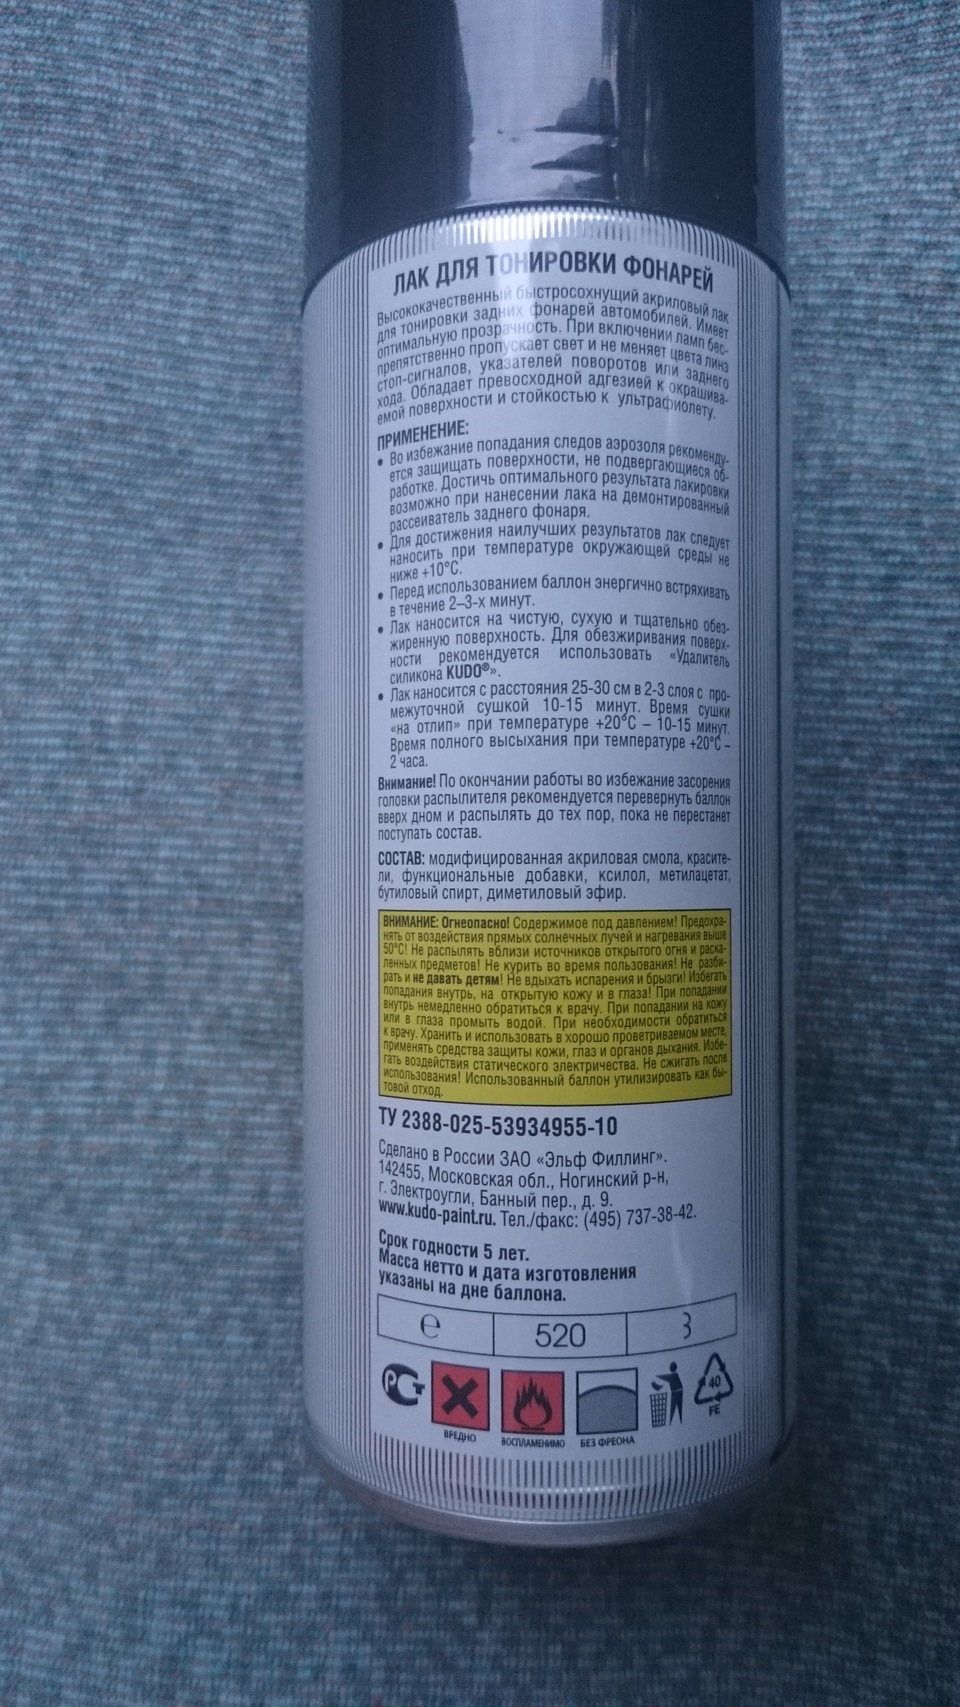 ЛАК ДЛЯ ТОНИРОВКИ ФОНАРЕЙ
Высококачественный быстросохнущий акриловый лак
для тонировки задних фонарей автомобилей. Имеет
оптимальную прозрачность. При включении ламп бес-
препятственно пропускает свет и не меняет цвета линз
стоп-сигналов, указателей поворотов или заднего
хода. Обладает превосходной адгезией к окрашива-
емой поверхности и стойкостью к ультрафиолету.
ПРИМЕНЕНИЕ:
• Во избежание попадания следов аэрозоля рекоменду-
ется защищать поверхности, не подвергающиеся об-
работке. Достичь оптимального результата лакировки
возможно при нанесении лака на демонтированный
рассеиватель заднего фонаря.
• Для достижения наилучших результатов лак следует
наносить при температуре окружающей среды не
ниже +10°С.
• Перед использованием баллон энергично встряхивать
в течение 2–3-х минут.
• Лак наносится на чистую, сухую и тщательно обез-
жиренную поверхность. Для обезжиривания поверх-
ности рекомендуется использовать «Удалитель
силикона KUDO®».
• Лак наносится с расстояния 25-30 см в 2-3 слоя с про-
межуточной сушкой 10-15 минут. Время сушки
«на отлип» при температуре +20°С – 10-15 минут.
Время полного высыхания при температуре +20°С –
2 часа.
Внимание! По окончании работы во избежание засорения
головки распылителя рекомендуется перевернуть баллон
вверх дном и распылять до тех пор, пока не перестанет
поступать состав.
СОСТАВ: модифицированная акриловая смола, красите-
ли, функциональные добавки, ксилол, метилацетат,
бутиловый спирт, диметиловый эфир.
ВНИМАНИЕ: Огнеопасно! Содержимое под давлением! Предохра-
нять от воздействия прямых солнечных лучей и нагревания выше
50°С! Не распылять вблизи источников открытого огня и раска-
ленных предметов! Не курить во время пользования! Не разби-
рать и не давать детям! Не вдыхать испарения и брызги! Избегать
попадания внутрь, на открытую кожу и в глаза! При попадании
внутрь немедленно обратиться к врачу. При попадании на кожу
или в глаза промыть водой. При необходимости обратиться
к врачу. Хранить и использовать в хорошо проветриваемом месте,
применять средства защиты кожи, глаз и органов дыхания. Избе-
гать воздействия статического электричества. Не сжигать после
использования! Использованный баллон утилизировать как бы-
товой отход.
ТУ 2388-025-53934955-10
Сделано в России ЗАО «Эльф Филлинг».
142455, Московская обл., Ногинский р-н,
г. Электроугли, Банный пер., д. 9.
www.kudo-paint.ru. Тел./факс: (495) 737-38-42.
Срок годности 5 лет.
Масса нетто и дата изготовления
указаны на дне баллона.
℮ 520 3
РСТ 40
FE
ВРЕДНО ВОСПЛАМЕНИМО БЕЗ ФРЕОНА